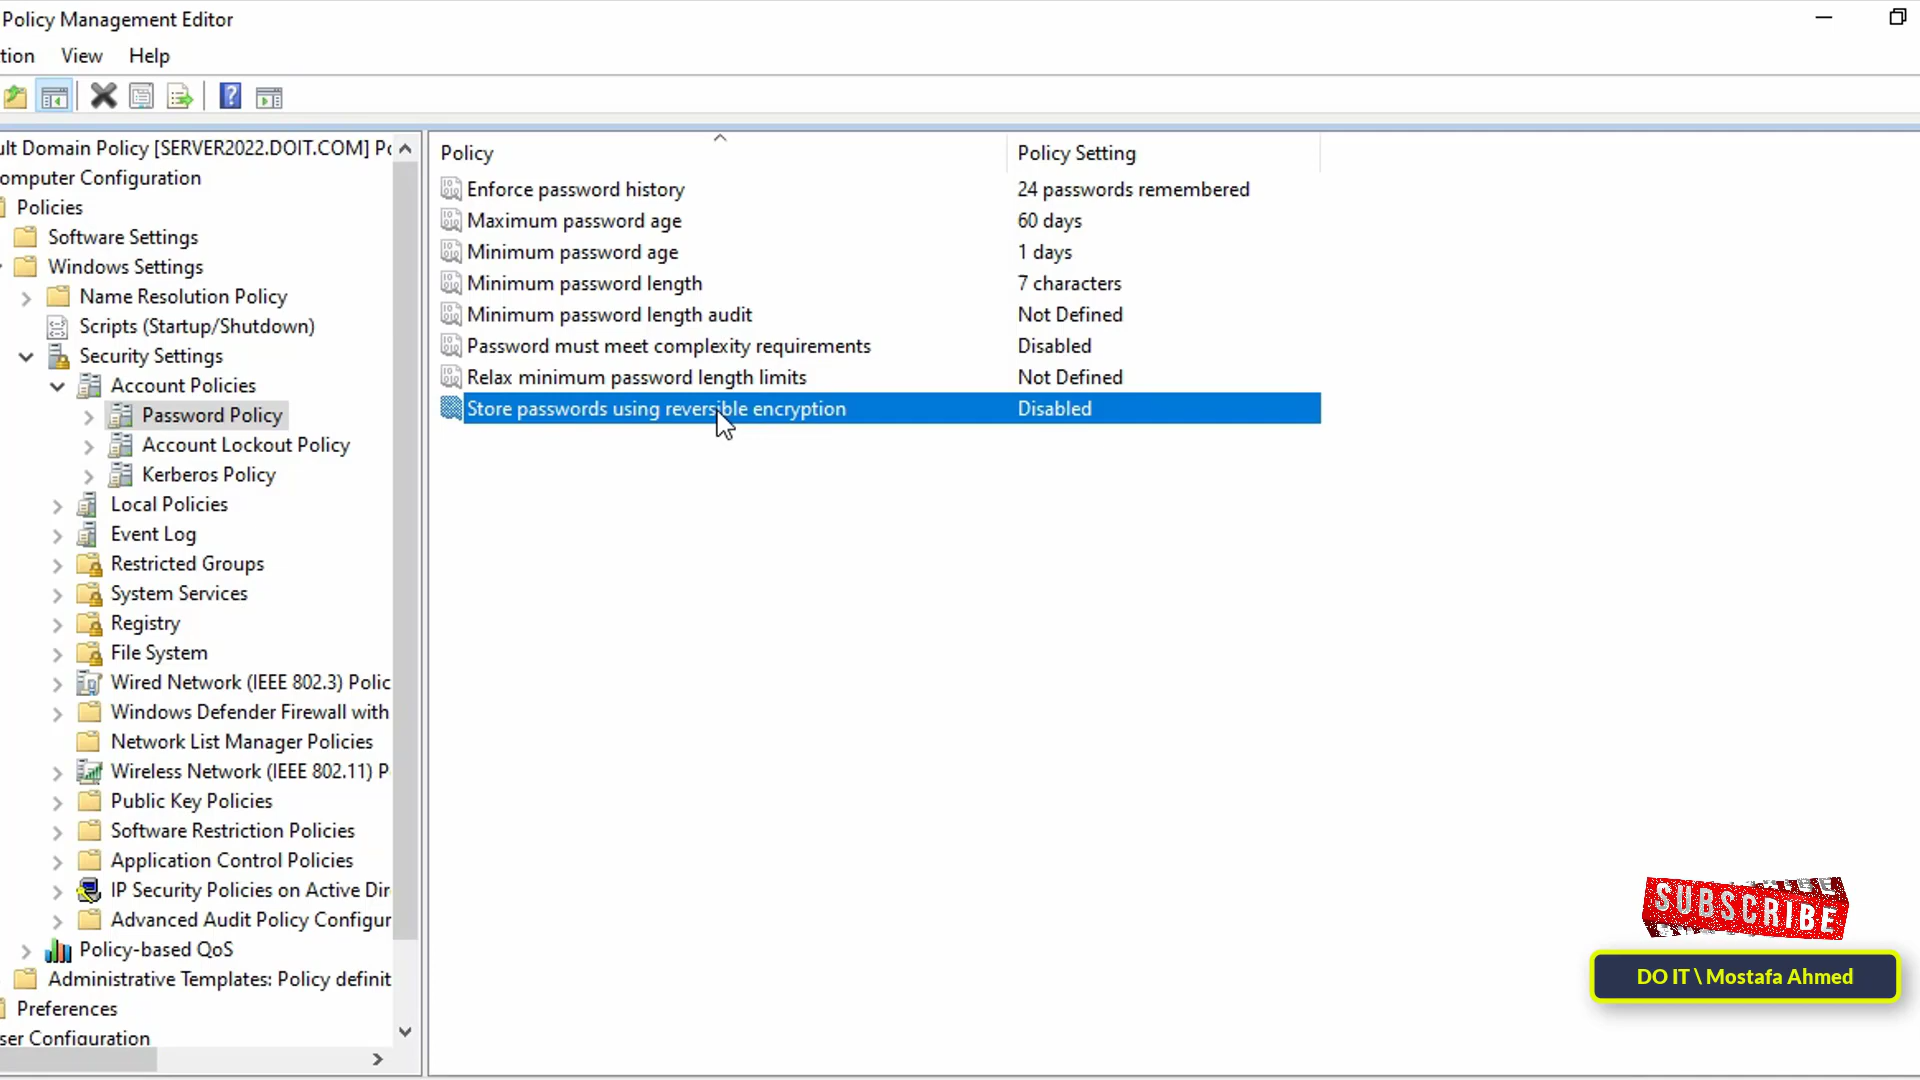 Policy Management Editor
tion View Help
ult Domain Policy [SERVER2022.DOIT.COM] Po
omputer Configuration
Policies
Software Settings
Windows Settings
Name Resolution Policy
Scripts (Startup/Shutdown)
Security Settings
Account Policies
Password Policy
Account Lockout Policy
Kerberos Policy
Local Policies
Event Log
Restricted Groups
System Services
Registry
File System
Wired Network (IEEE 802.3) Polic
Windows Defender Firewall with
Network List Manager Policies
Wireless Network (IEEE 802.11) P
Public Key Policies
Software Restriction Policies
Application Control Policies
IP Security Policies on Active Dir
Advanced Audit Policy Configur
Policy-based QoS
Administrative Templates: Policy definit
Preferences
ser Configuration
Policy Policy Setting
Enforce password history 24 passwords remembered
Maximum password age 60 days
Minimum password age 1 days
Minimum password length 7 characters
Minimum password length audit Not Defined
Password must meet complexity requirements Disabled
Relax minimum password length limits Not Defined
Store passwords using reversible encryption Disabled
SUBSCRIBE
DO IT \ Mostafa Ahmed